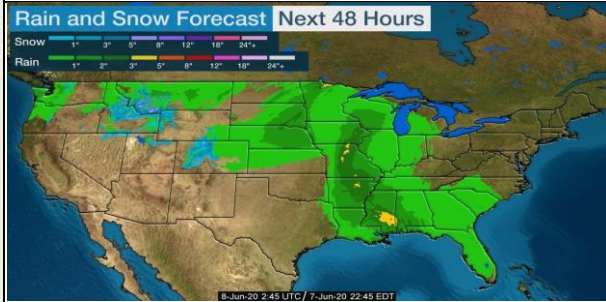 Rain and Snow Forecast Next 48 Hours
Snow
1" 3" 5" 8" 12" 18" 24"+
Rain
1" 2" 3" 5" 8" 12" 18" 24"+
8-Jun-20 2:45 UTC / 7-Jun-20 22:45 EDT